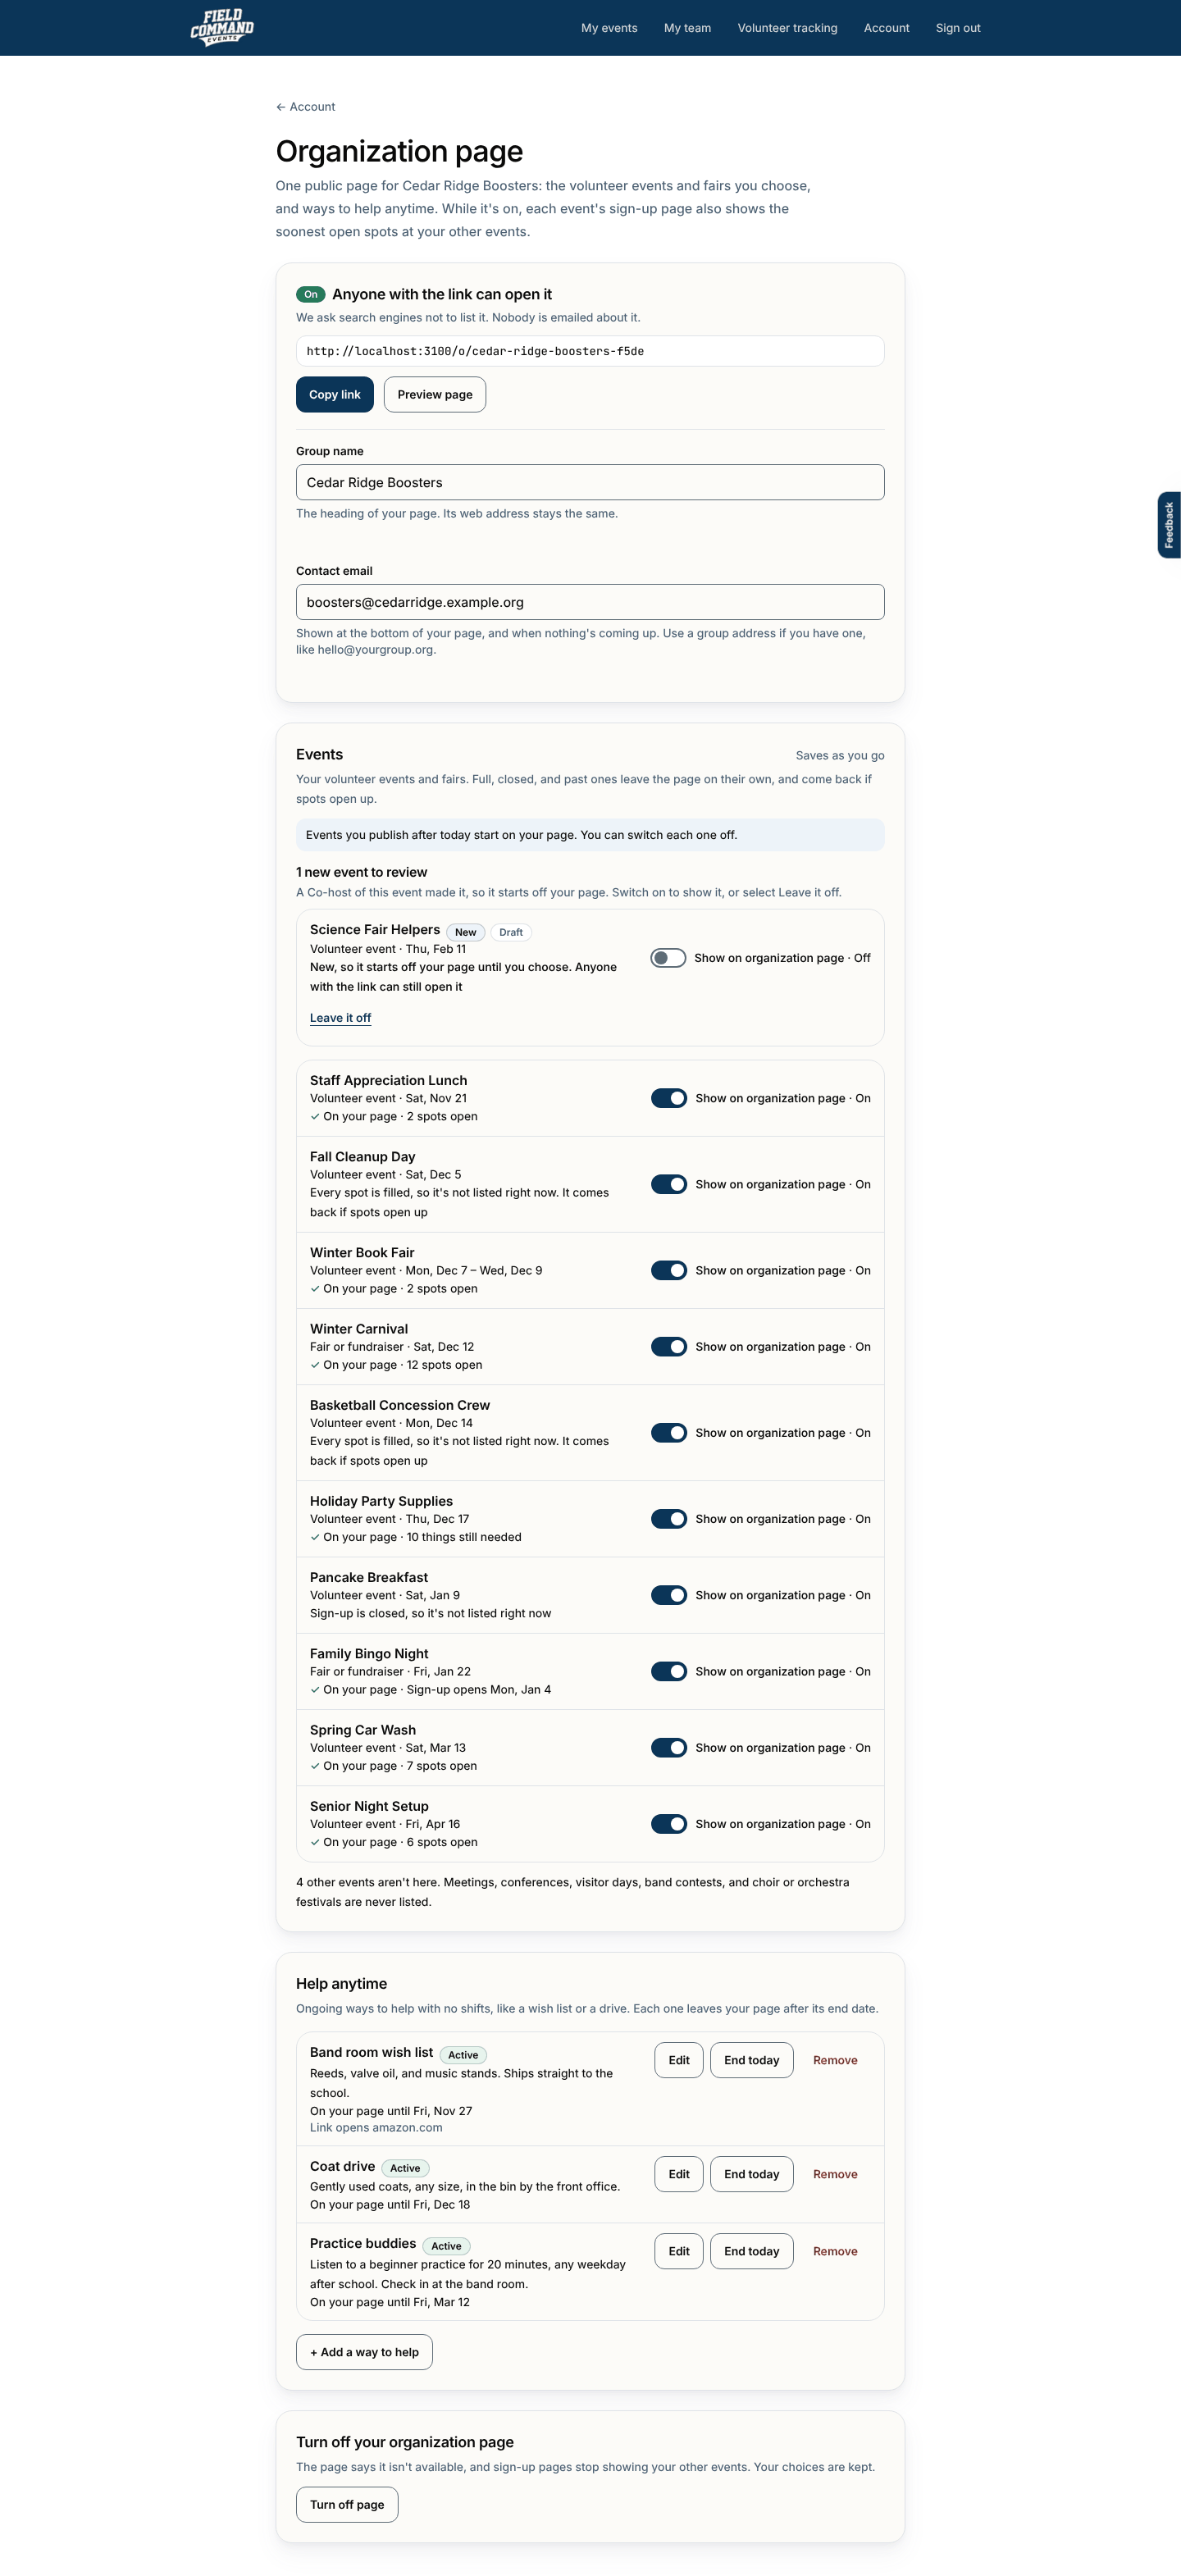 FIELD
COMMAND
EVENTS
My events
My team
Volunteer tracking
Account
Sign out
← Account
Organization page
One public page for Cedar Ridge Boosters: the volunteer events and fairs you choose,
and ways to help anytime. While it's on, each event's sign-up page also shows the
soonest open spots at your other events.
On
Anyone with the link can open it
We ask search engines not to list it. Nobody is emailed about it.
http://localhost:3100/o/cedar-ridge-boosters-f5de
Copy link
Preview page
Group name
Cedar Ridge Boosters
The heading of your page. Its web address stays the same.
Feedback
Contact email
boosters@cedarridge.example.org
Shown at the bottom of your page, and when nothing's coming up. Use a group address if you have one,
like hello@yourgroup.org.
Events
Saves as you go
Your volunteer events and fairs. Full, closed, and past ones leave the page on their own, and come back if
spots open up.
Events you publish after today start on your page. You can switch each one off.
1 new event to review
A Co-host of this event made it, so it starts off your page. Switch on to show it, or select Leave it off.
Science Fair Helpers New Draft
Volunteer event · Thu, Feb 11
New, so it starts off your page until you choose. Anyone
with the link can still open it
Show on organization page · Off
Leave it off
Staff Appreciation Lunch
Volunteer event · Sat, Nov 21
✓ On your page · 2 spots open
Show on organization page · On
Fall Cleanup Day
Volunteer event · Sat, Dec 5
Every spot is filled, so it's not listed right now. It comes
back if spots open up
Show on organization page · On
Winter Book Fair
Volunteer event · Mon, Dec 7 – Wed, Dec 9
✓ On your page · 2 spots open
Show on organization page · On
Winter Carnival
Fair or fundraiser · Sat, Dec 12
✓ On your page · 12 spots open
Show on organization page · On
Basketball Concession Crew
Volunteer event · Mon, Dec 14
Every spot is filled, so it's not listed right now. It comes
back if spots open up
Show on organization page · On
Holiday Party Supplies
Volunteer event · Thu, Dec 17
✓ On your page · 10 things still needed
Show on organization page · On
Pancake Breakfast
Volunteer event · Sat, Jan 9
Sign-up is closed, so it's not listed right now
Show on organization page · On
Family Bingo Night
Fair or fundraiser · Fri, Jan 22
✓ On your page · Sign-up opens Mon, Jan 4
Show on organization page · On
Spring Car Wash
Volunteer event · Sat, Mar 13
✓ On your page · 7 spots open
Show on organization page · On
Senior Night Setup
Volunteer event · Fri, Apr 16
✓ On your page · 6 spots open
Show on organization page · On
4 other events aren't here. Meetings, conferences, visitor days, band contests, and choir or orchestra
festivals are never listed.
Help anytime
Ongoing ways to help with no shifts, like a wish list or a drive. Each one leaves your page after its end date.
Band room wish list Active
Reeds, valve oil, and music stands. Ships straight to the
school.
On your page until Fri, Nov 27
Link opens amazon.com
Edit
End today
Remove
Coat drive Active
Gently used coats, any size, in the bin by the front office.
On your page until Fri, Dec 18
Edit
End today
Remove
Practice buddies Active
Listen to a beginner practice for 20 minutes, any weekday
after school. Check in at the band room.
On your page until Fri, Mar 12
Edit
End today
Remove
+ Add a way to help
Turn off your organization page
The page says it isn't available, and sign-up pages stop showing your other events. Your choices are kept.
Turn off page